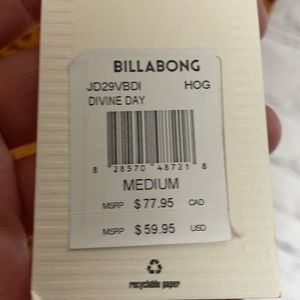 BILLABONG
JD29VBDI HOG
DIVINE DAY
8 28570 48721 8
MEDIUM
MSRP $77.95 CAD
MSRP $59.95 USD
recyclable paper